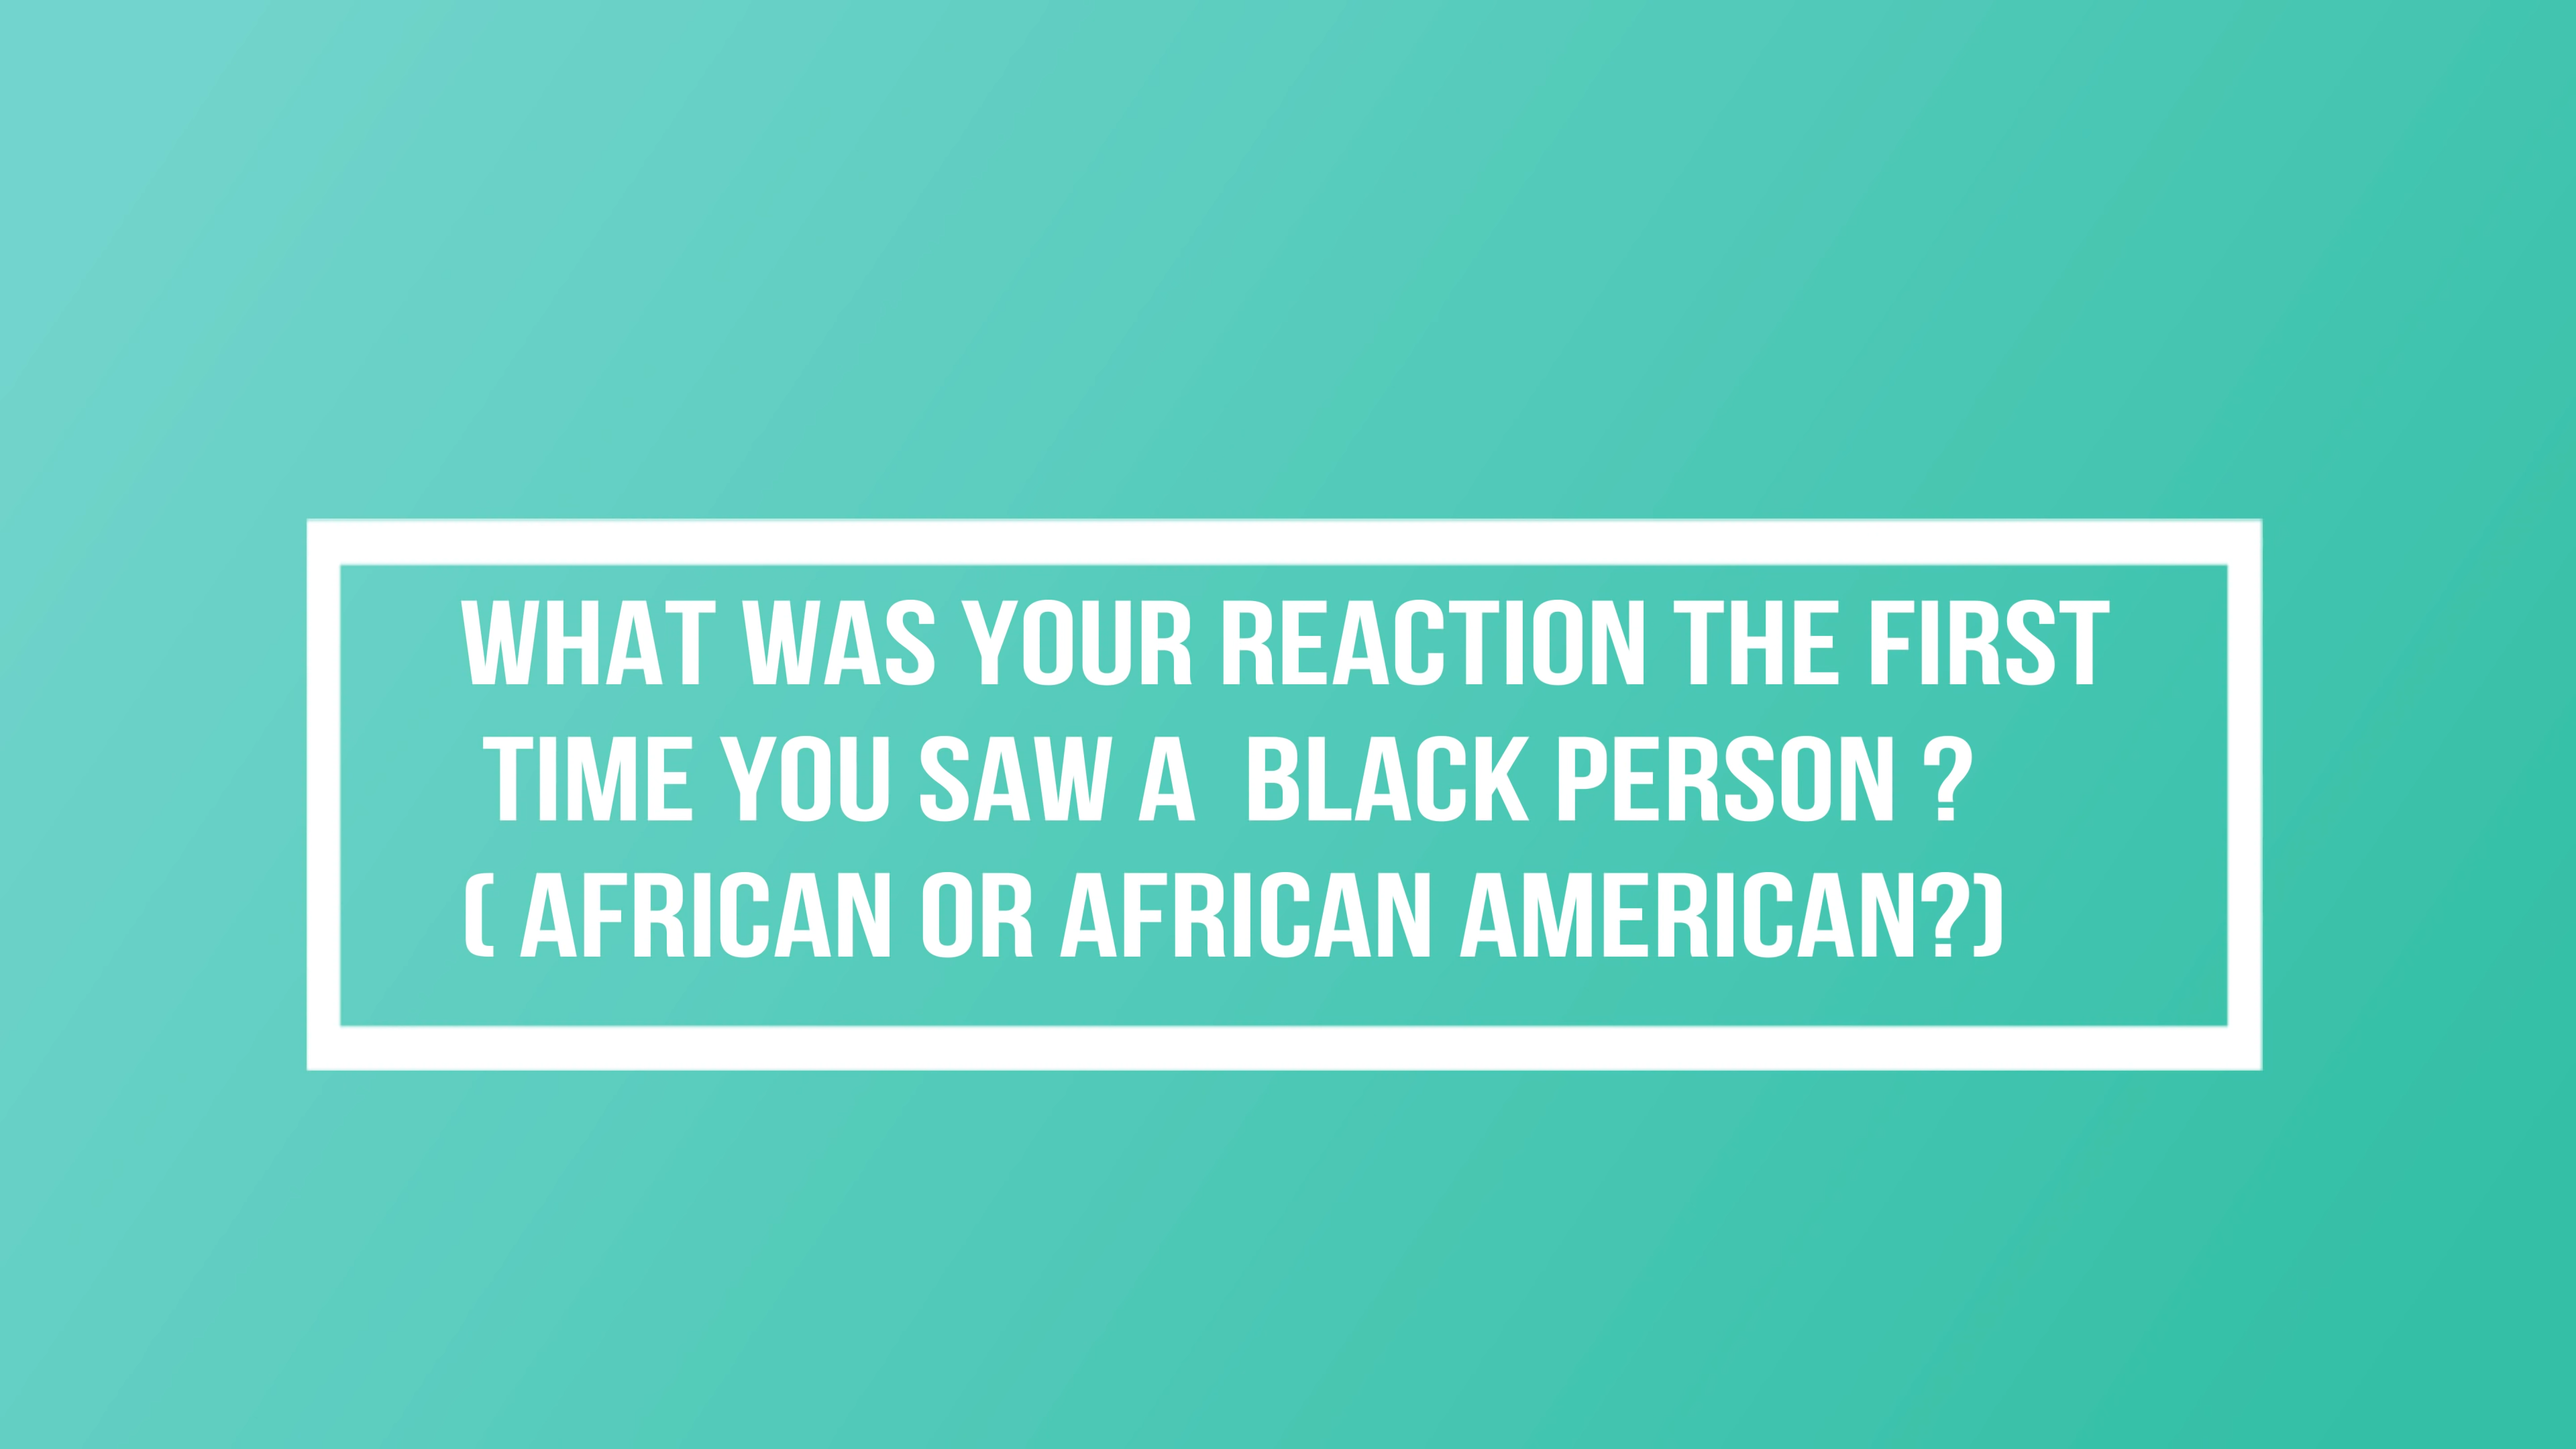 WHAT WAS YOUR REACTION THE FIRST
TIME YOU SAW A  BLACK PERSON ?
( AFRICAN OR AFRICAN AMERICAN?)